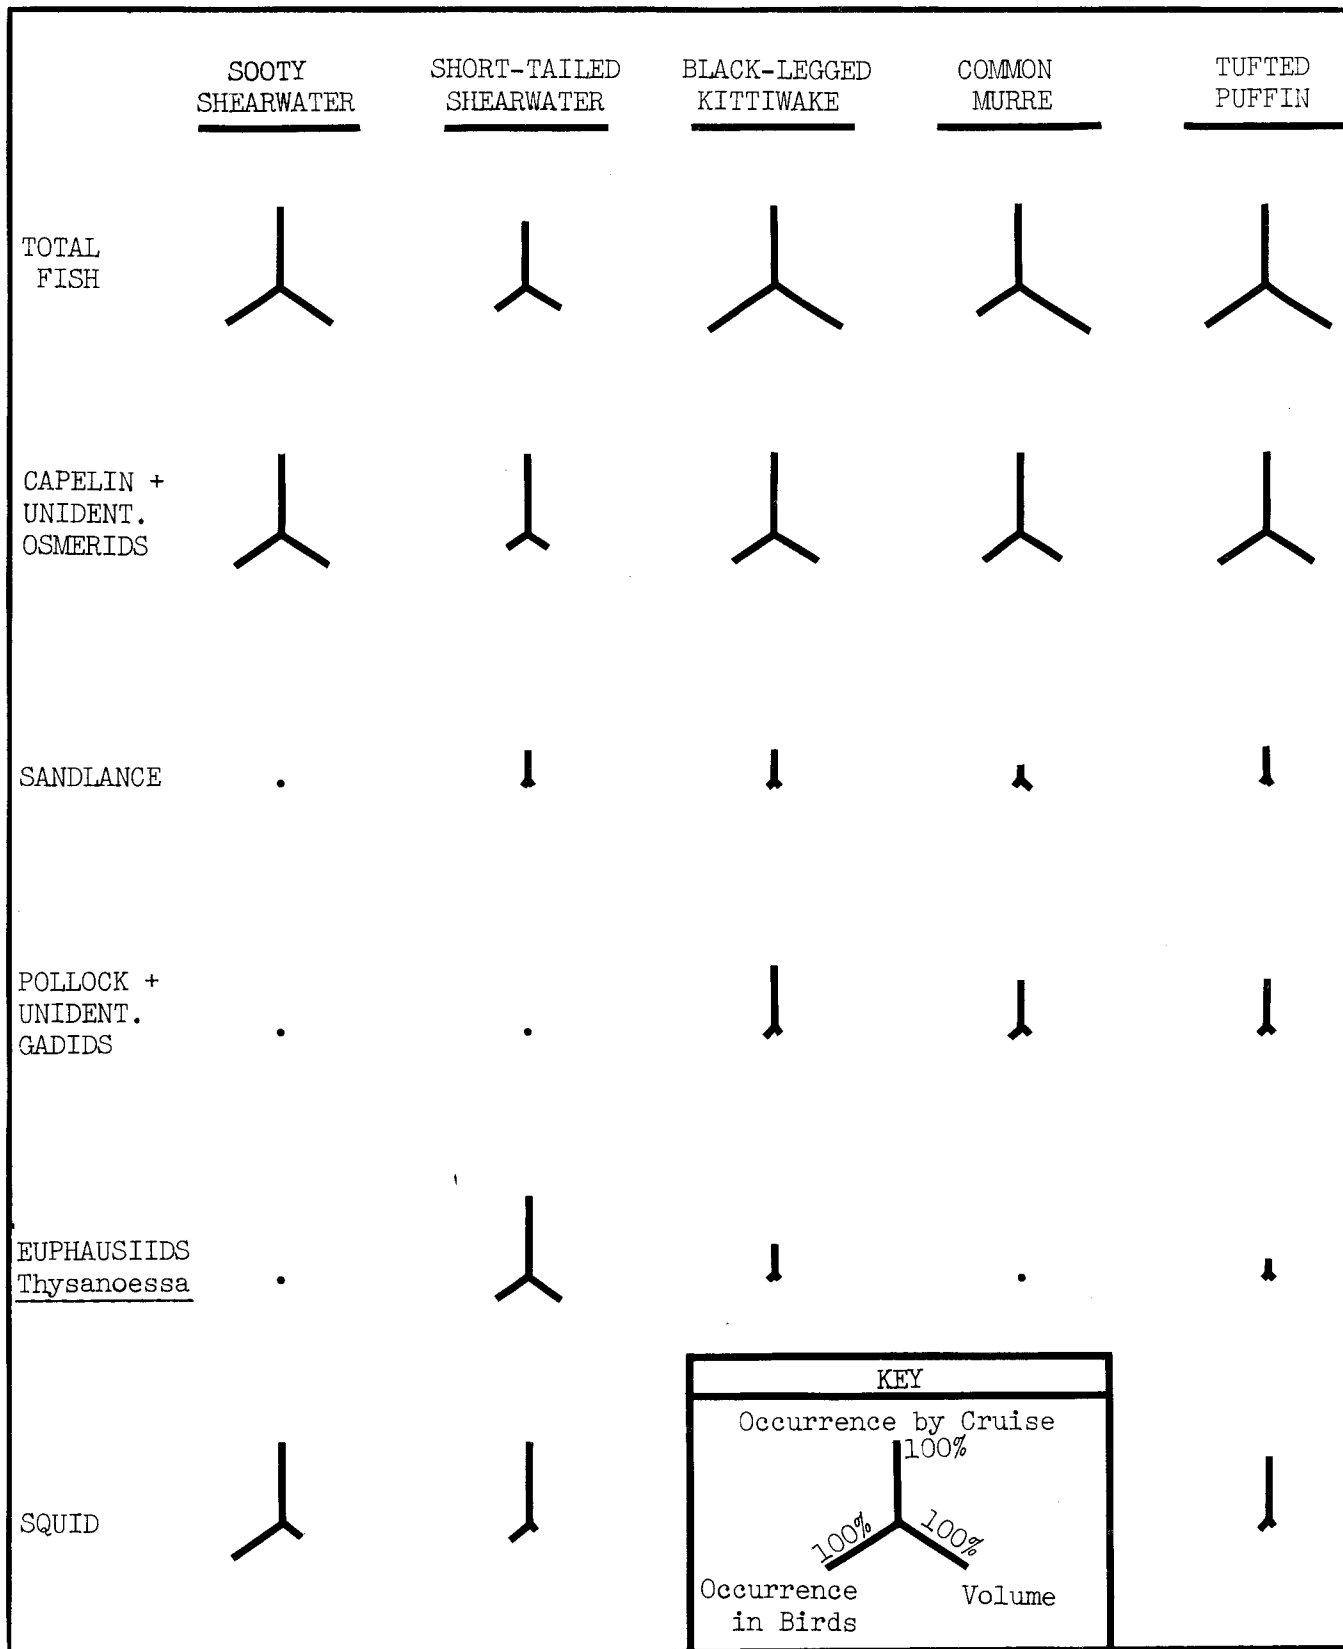 SOOTY
SHEARWATER
SHORT-TAILED
SHEARWATER
BLACK-LEGGED
KITTIWAKE
COMMON
MURRE
TUFTED
PUFFIN
TOTAL
FISH
CAPELIN +
UNIDENT.
OSMERIDS
SANDLANCE
POLLOCK +
UNIDENT.
GADIDS
EUPHAUSIIDS
Thysanoessa
SQUID
KEY
Occurrence by Cruise
100%
100%
100%
Occurrence
in Birds
Volume